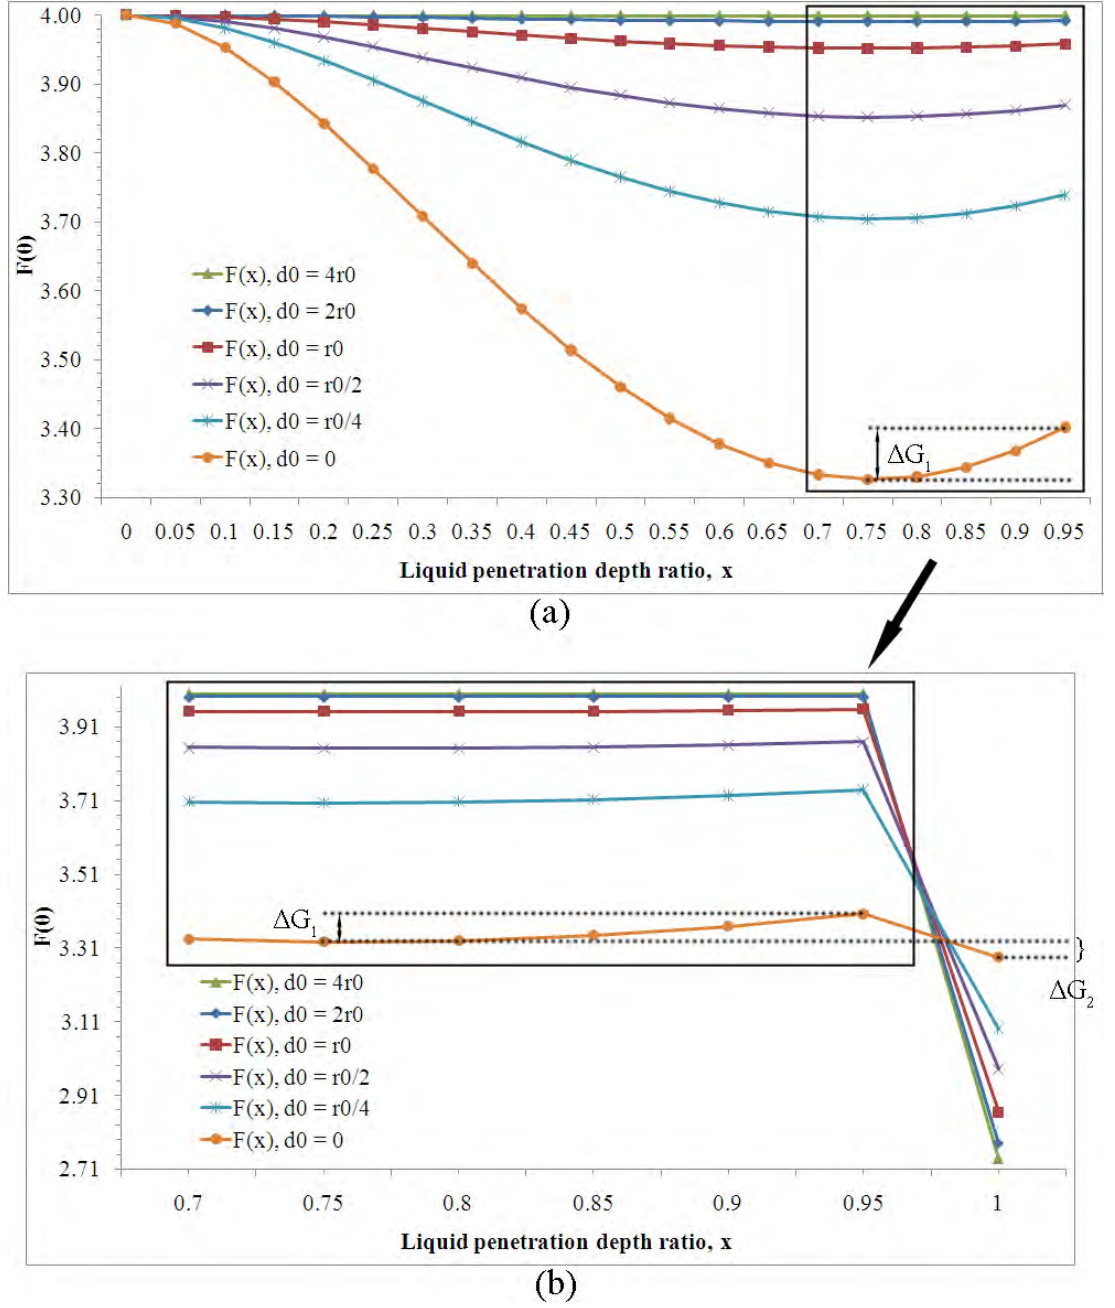 4.00
3.90
3.80
3.70
3.60
3.50
3.40
3.30
F(0)
F(x), d0 = 4r0
F(x), d0 = 2r0
F(x), d0 = r0
F(x), d0 = r0/2
F(x), d0 = r0/4
F(x), d0 = 0
ΔG₁
0 0.05 0.1 0.15 0.2 0.25 0.3 0.35 0.4 0.45 0.5 0.55 0.6 0.65 0.7 0.75 0.8 0.85 0.9 0.95
Liquid penetration depth ratio, x
(a)
3.91
3.71
3.51
3.31
3.11
2.91
2.71
F(0)
ΔG₁
}
ΔG₂
F(x), d0 = 4r0
F(x), d0 = 2r0
F(x), d0 = r0
F(x), d0 = r0/2
F(x), d0 = r0/4
F(x), d0 = 0
0.7 0.75 0.8 0.85 0.9 0.95 1
Liquid penetration depth ratio, x
(b)